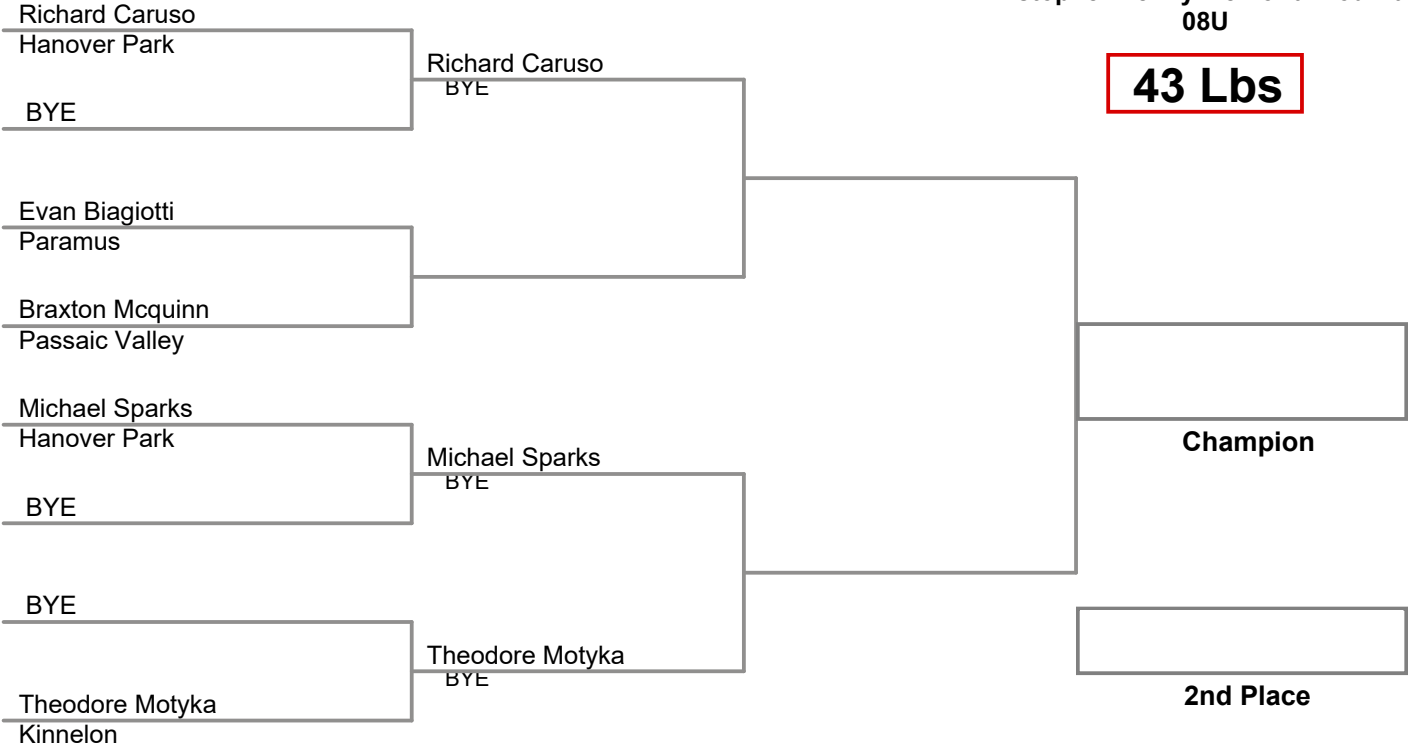 08U
43 Lbs
Richard Caruso
Hanover Park
BYE
Richard Caruso
BYE
Evan Biagiotti
Paramus
Braxton Mcquinn
Passaic Valley
Michael Sparks
Hanover Park
BYE
Michael Sparks
BYE
BYE
Theodore Motyka
Kinnelon
Theodore Motyka
BYE
Champion
2nd Place